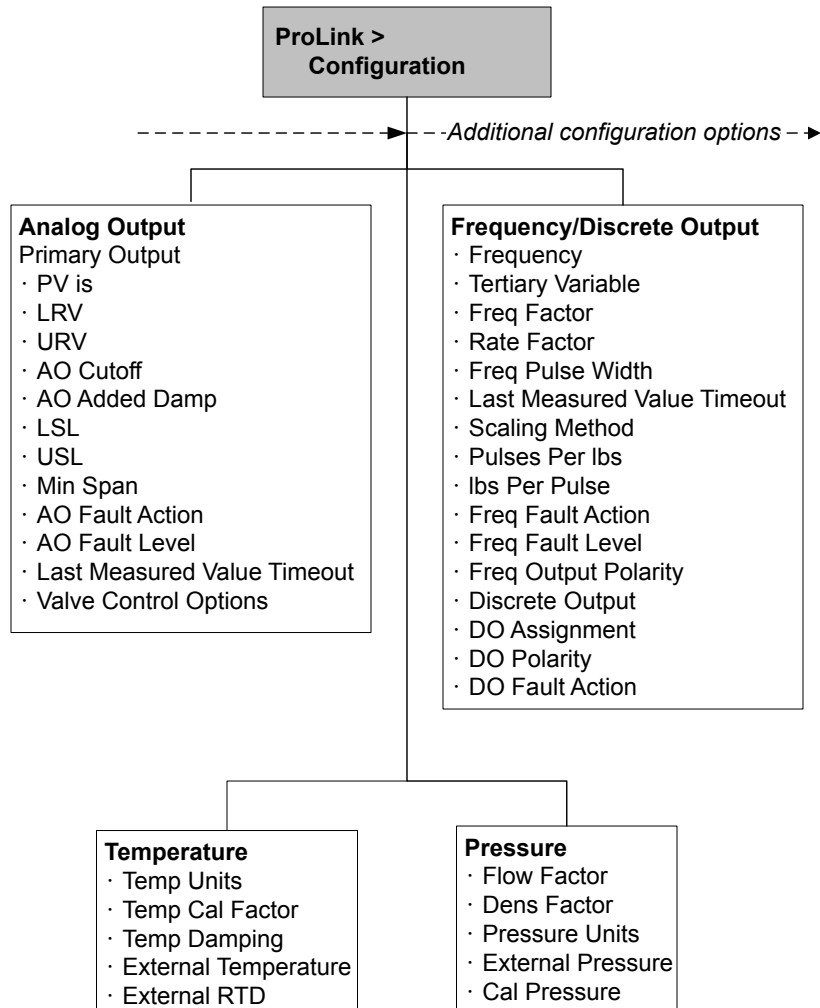 ProLink >
Configuration
Additional configuration options
Analog Output
Primary Output
· PV is
· LRV
· URV
· AO Cutoff
· AO Added Damp
· LSL
· USL
· Min Span
· AO Fault Action
· AO Fault Level
· Last Measured Value Timeout
· Valve Control Options
Frequency/Discrete Output
· Frequency
· Tertiary Variable
· Freq Factor
· Rate Factor
· Freq Pulse Width
· Last Measured Value Timeout
· Scaling Method
· Pulses Per lbs
· lbs Per Pulse
· Freq Fault Action
· Freq Fault Level
· Freq Output Polarity
· Discrete Output
· DO Assignment
· DO Polarity
· DO Fault Action
Temperature
· Temp Units
· Temp Cal Factor
· Temp Damping
· External Temperature
· External RTD
Pressure
· Flow Factor
· Dens Factor
· Pressure Units
· External Pressure
· Cal Pressure